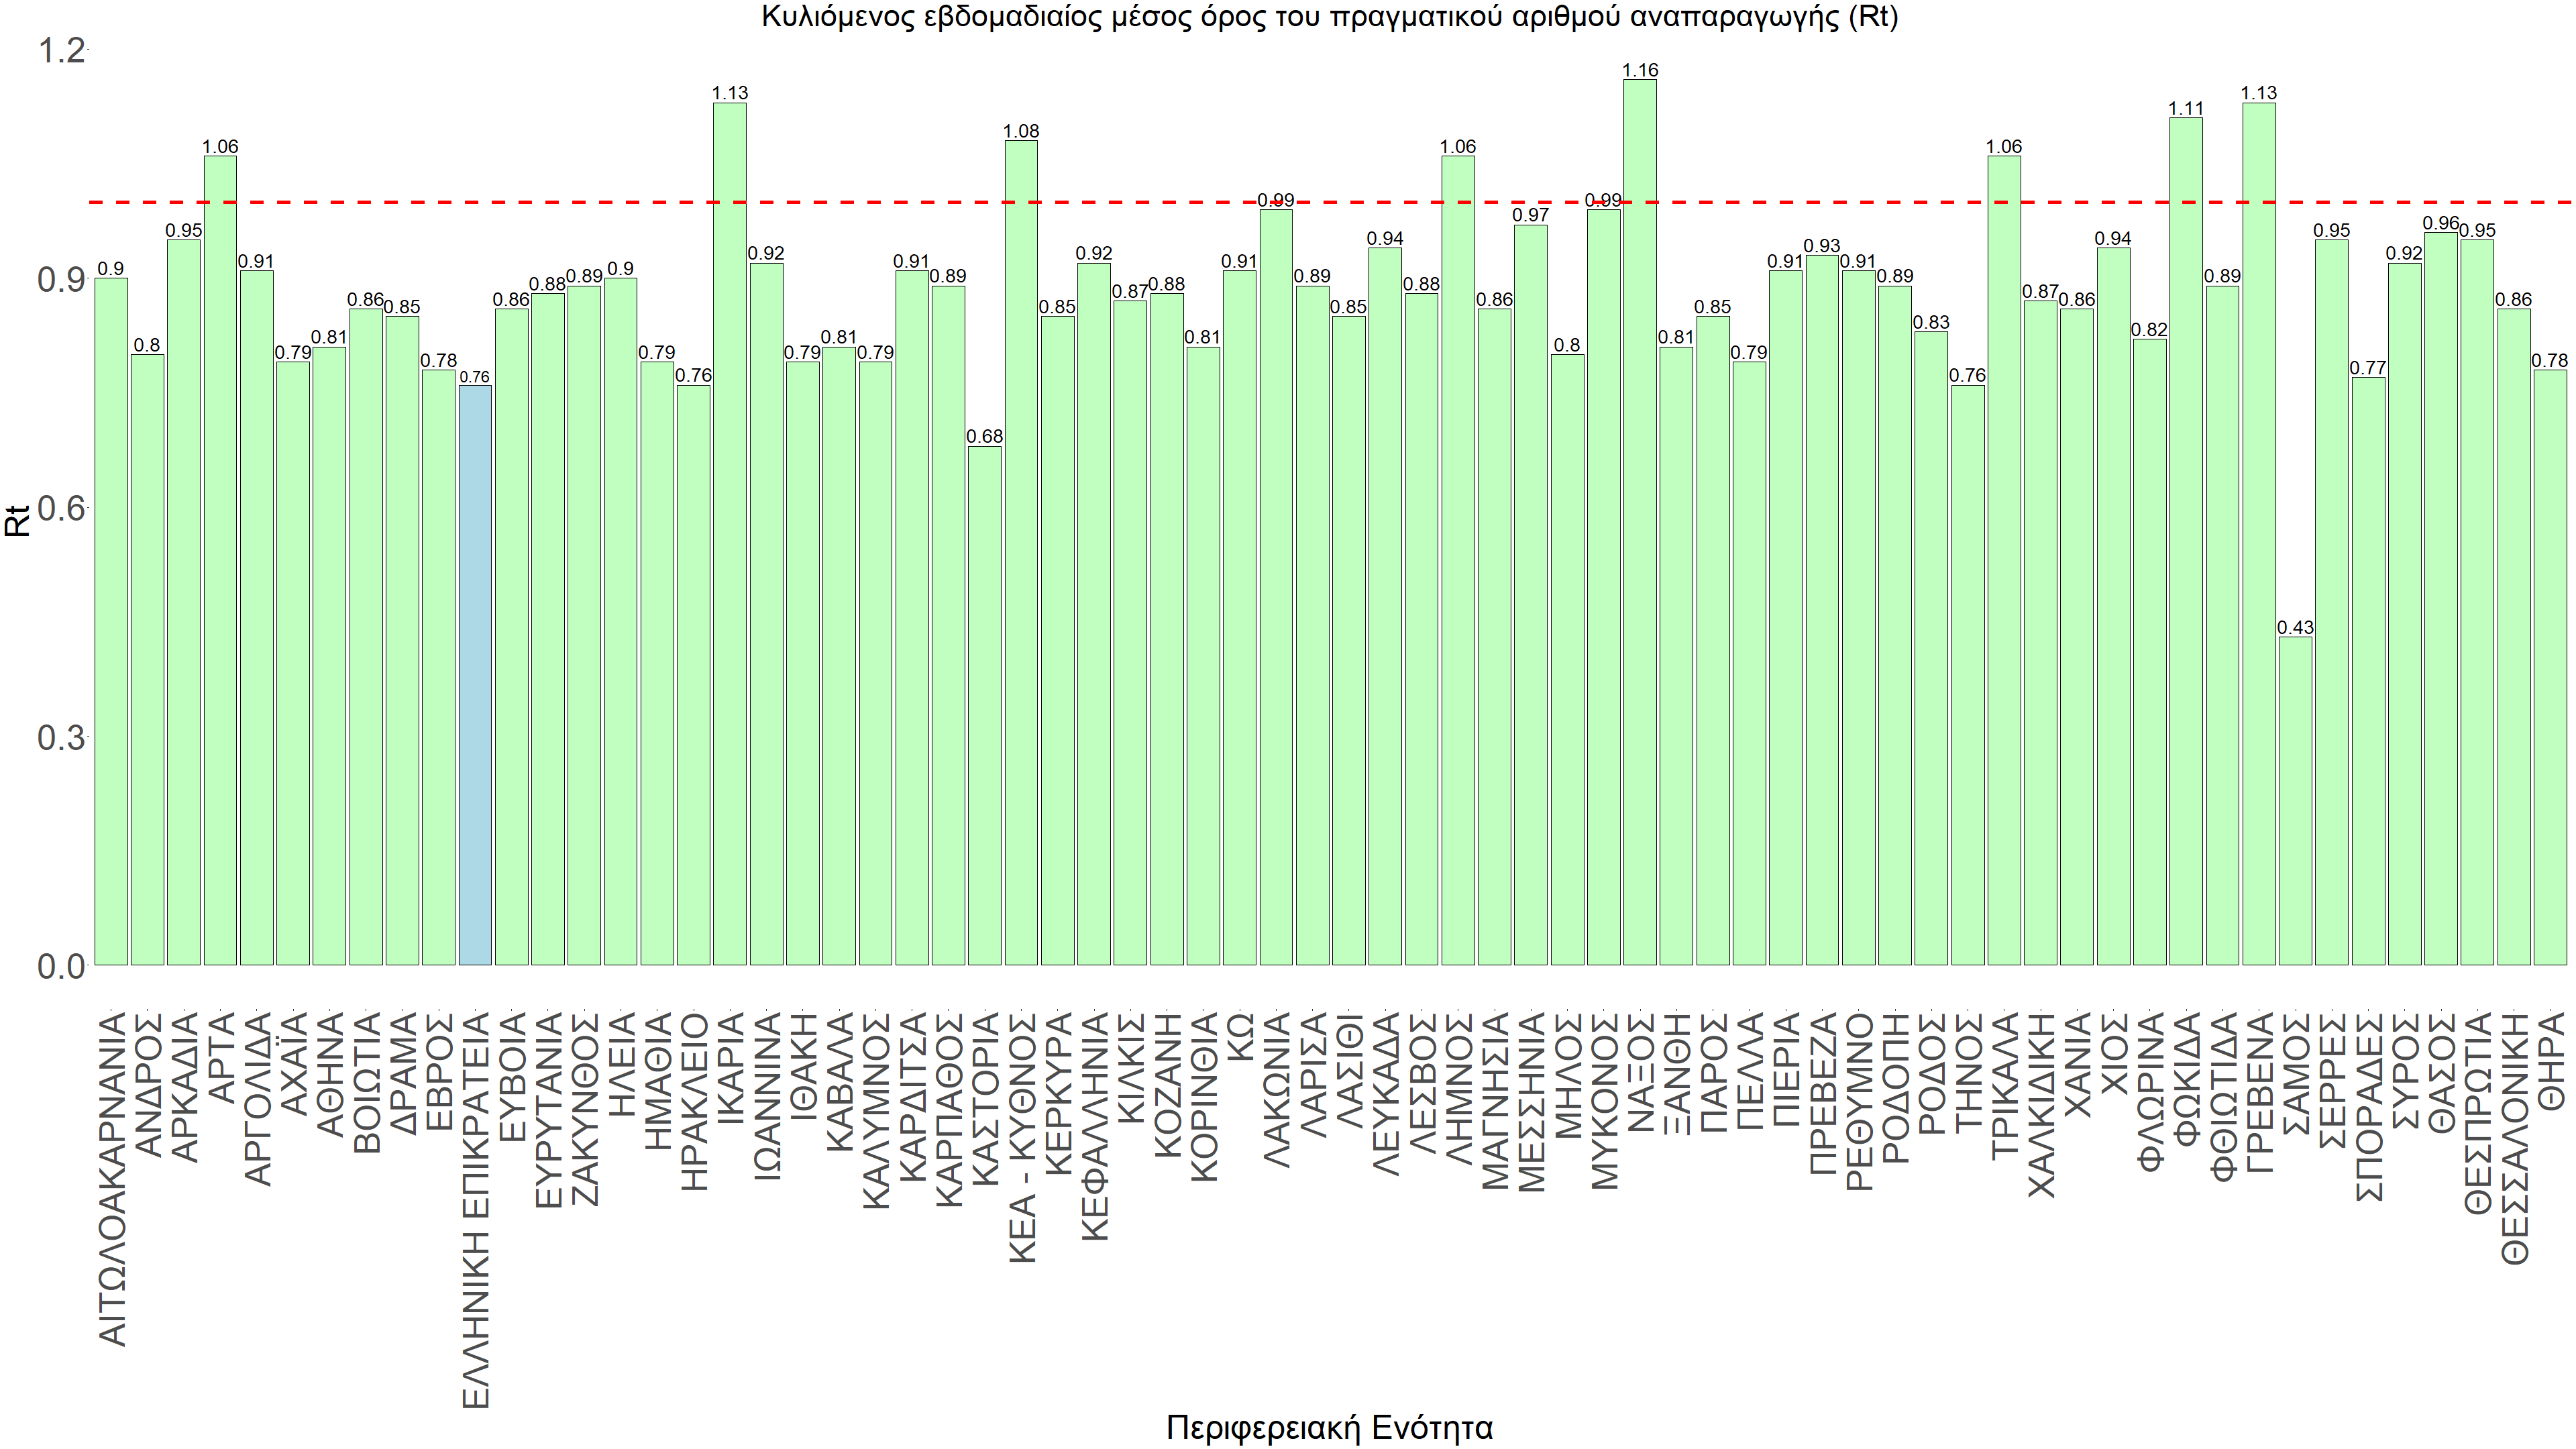 Κυλιόμενος εβδομαδιαίος μέσος όρος του πραγματικού αριθμού αναπαραγωγής (Rt)
1.2
0.9
0.6
0.3
0.0
Rt
0.9
0.8
0.95
1.06
0.91
0.79
0.81
0.86
0.85
0.78
0.76
0.86
0.88
0.89
0.9
0.79
0.76
1.13
0.92
0.79
0.81
0.79
0.91
0.89
0.68
1.08
0.85
0.92
0.87
0.88
0.81
0.91
0.99
0.89
0.85
0.94
0.88
1.06
0.86
0.97
0.8
0.99
1.16
0.81
0.85
0.79
0.91
0.93
0.91
0.89
0.83
0.76
1.06
0.87
0.86
0.94
0.82
1.11
0.89
1.13
0.43
0.95
0.77
0.92
0.96
0.95
0.86
0.78
ΑΙΤΩΛΟΑΚΑΡΝΑΝΙΑ
ΑΝΔΡΟΣ
ΑΡΚΑΔΙΑ
ΑΡΤΑ
ΑΡΓΟΛΙΔΑ
ΑΧΑΪΑ
ΑΘΗΝΑ
ΒΟΙΩΤΙΑ
ΔΡΑΜΑ
ΕΒΡΟΣ
ΕΛΛΗΝΙΚΗ ΕΠΙΚΡΑΤΕΙΑ
ΕΥΒΟΙΑ
ΕΥΡΥΤΑΝΙΑ
ΖΑΚΥΝΘΟΣ
ΗΛΕΙΑ
ΗΜΑΘΙΑ
ΗΡΑΚΛΕΙΟ
ΙΚΑΡΙΑ
ΙΩΑΝΝΙΝΑ
ΙΘΑΚΗ
ΚΑΒΑΛΑ
ΚΑΛΥΜΝΟΣ
ΚΑΡΔΙΤΣΑ
ΚΑΡΠΑΘΟΣ
ΚΑΣΤΟΡΙΑ
ΚΕΑ - ΚΥΘΝΟΣ
ΚΕΡΚΥΡΑ
ΚΕΦΑΛΛΗΝΙΑ
ΚΙΛΚΙΣ
ΚΟΖΑΝΗ
ΚΟΡΙΝΘΙΑ
ΚΩ
ΛΑΚΩΝΙΑ
ΛΑΡΙΣΑ
ΛΑΣΙΘΙ
ΛΕΥΚΑΔΑ
ΛΕΣΒΟΣ
ΛΗΜΝΟΣ
ΜΑΓΝΗΣΙΑ
ΜΕΣΣΗΝΙΑ
ΜΗΛΟΣ
ΜΥΚΟΝΟΣ
ΝΑΞΟΣ
ΞΑΝΘΗ
ΠΑΡΟΣ
ΠΕΛΛΑ
ΠΙΕΡΙΑ
ΠΡΕΒΕΖΑ
ΡΕΘΥΜΝΟ
ΡΟΔΟΠΗ
ΡΟΔΟΣ
ΤΗΝΟΣ
ΤΡΙΚΑΛΑ
ΧΑΛΚΙΔΙΚΗ
ΧΑΝΙΑ
ΧΙΟΣ
ΦΛΩΡΙΝΑ
ΦΩΚΙΔΑ
ΦΘΙΩΤΙΔΑ
ΓΡΕΒΕΝΑ
ΣΑΜΟΣ
ΣΕΡΡΕΣ
ΣΠΟΡΑΔΕΣ
ΣΥΡΟΣ
ΘΑΣΟΣ
ΘΕΣΠΡΩΤΙΑ
ΘΕΣΣΑΛΟΝΙΚΗ
ΘΗΡΑ
Περιφερειακή Ενότητα